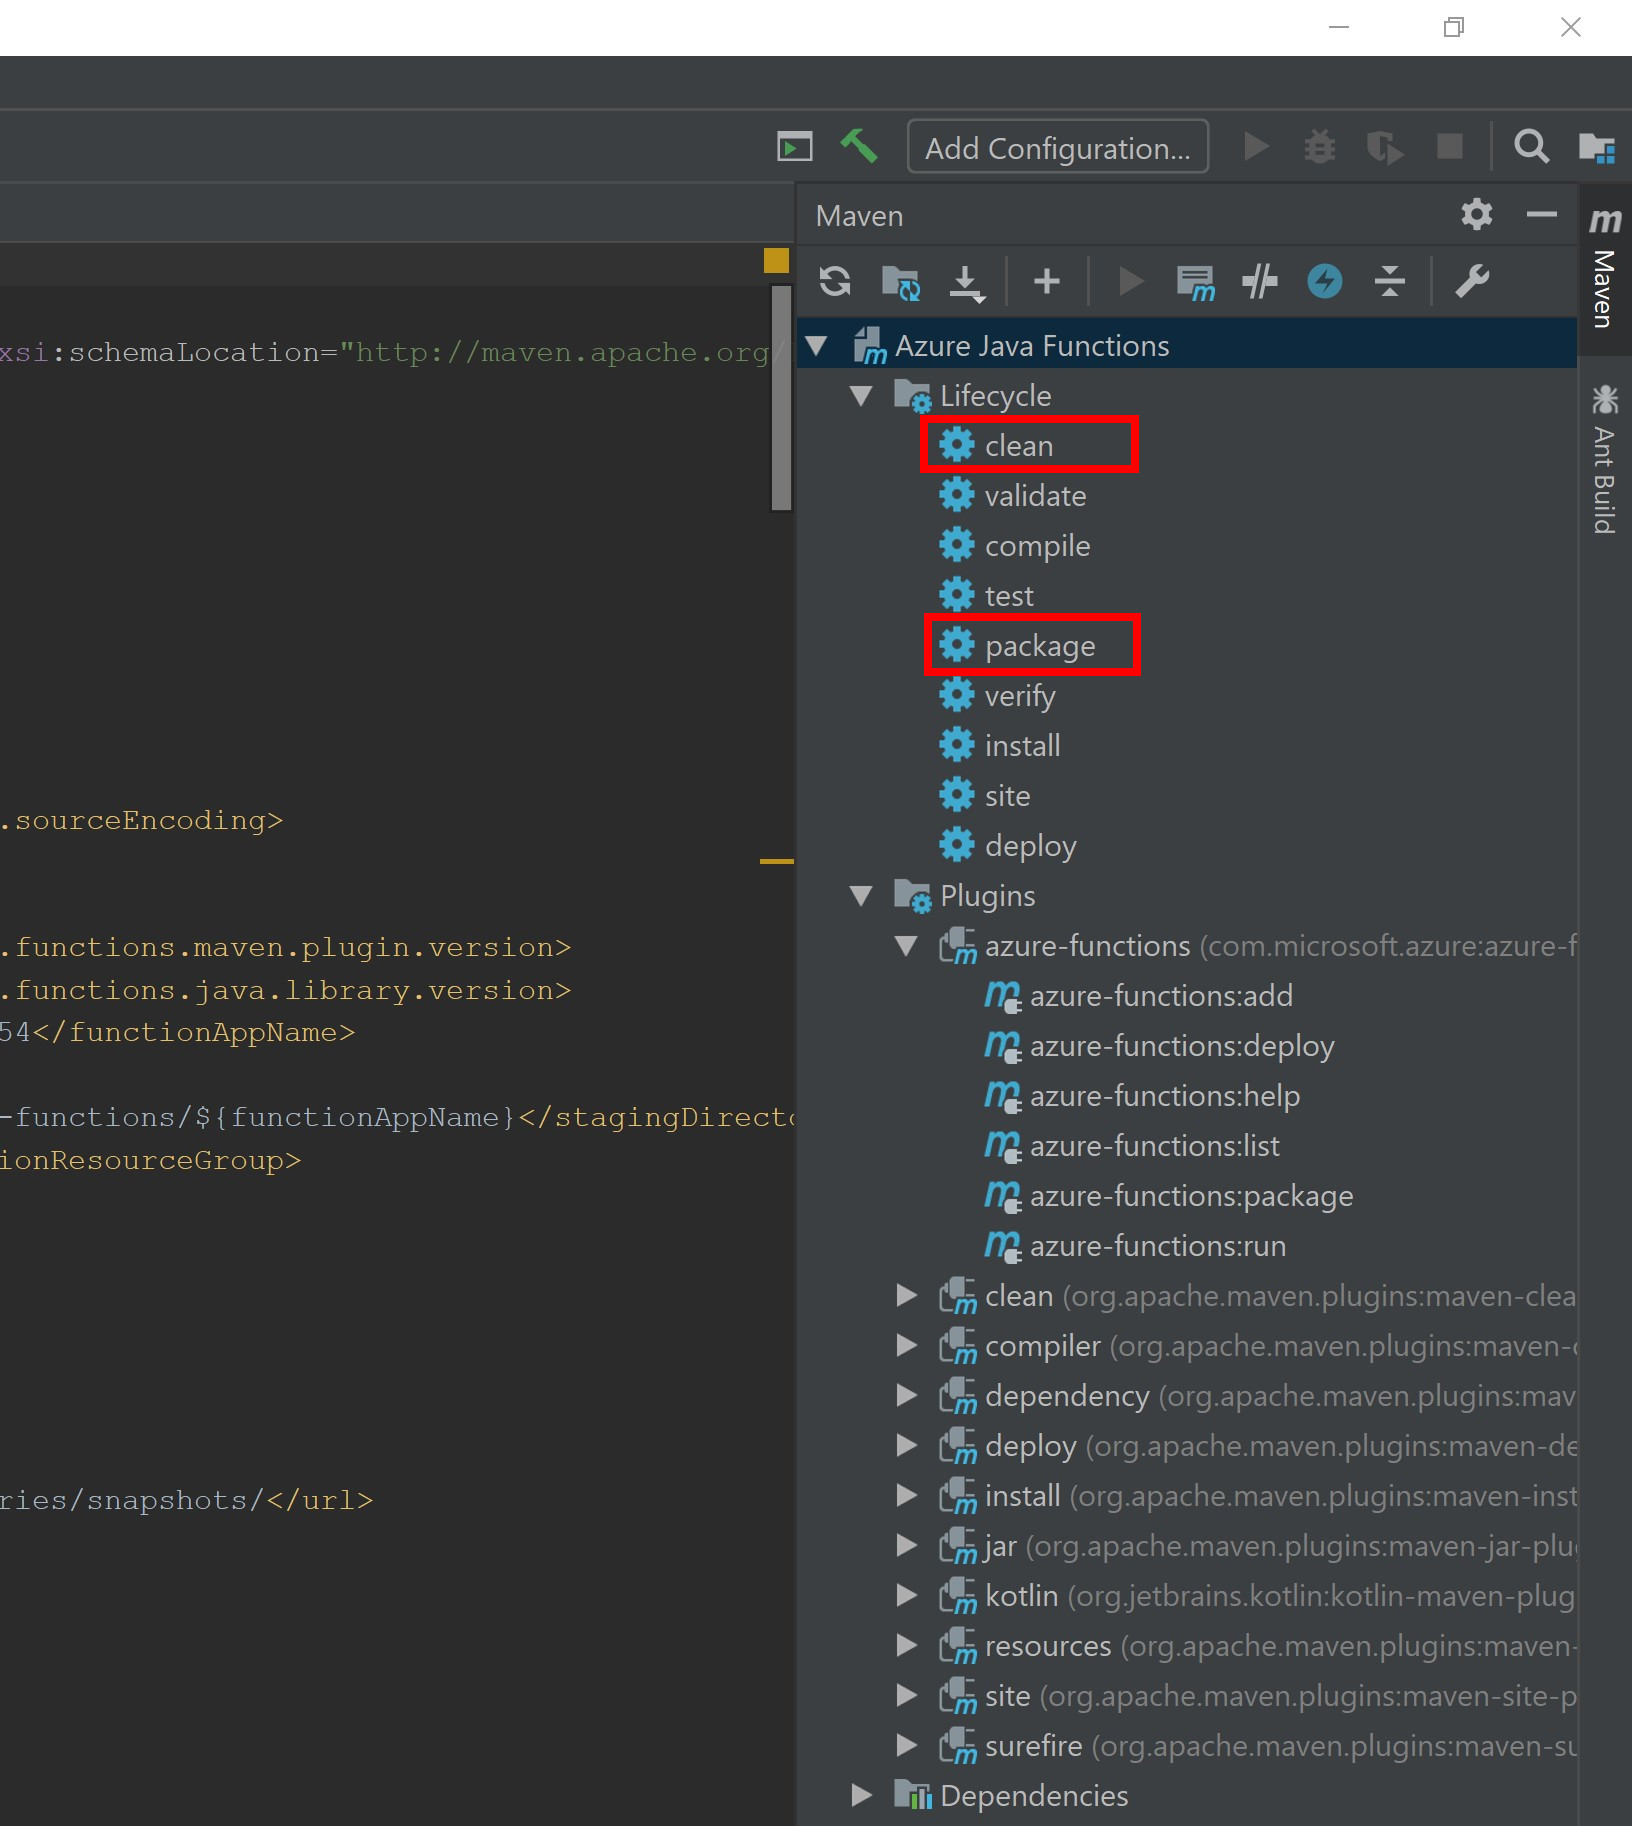 Add Configuration...
Maven
Maven
Ant Build
xsi:schemaLocation="http://maven.apache.org/
.sourceEncoding>
.functions.maven.plugin.version>
.functions.java.library.version>
54</functionAppName>
-functions/${functionAppName}</stagingDirecto
ionResourceGroup>
ries/snapshots/</url>
Azure Java Functions
Lifecycle
clean
validate
compile
test
package
verify
install
site
deploy
Plugins
azure-functions (com.microsoft.azure:azure-f
azure-functions:add
azure-functions:deploy
azure-functions:help
azure-functions:list
azure-functions:package
azure-functions:run
clean (org.apache.maven.plugins:maven-clea
compiler (org.apache.maven.plugins:maven-c
dependency (org.apache.maven.plugins:mav
deploy (org.apache.maven.plugins:maven-de
install (org.apache.maven.plugins:maven-inst
jar (org.apache.maven.plugins:maven-jar-plug
kotlin (org.jetbrains.kotlin:kotlin-maven-plug
resources (org.apache.maven.plugins:maven-
site (org.apache.maven.plugins:maven-site-p
surefire (org.apache.maven.plugins:maven-su
Dependencies